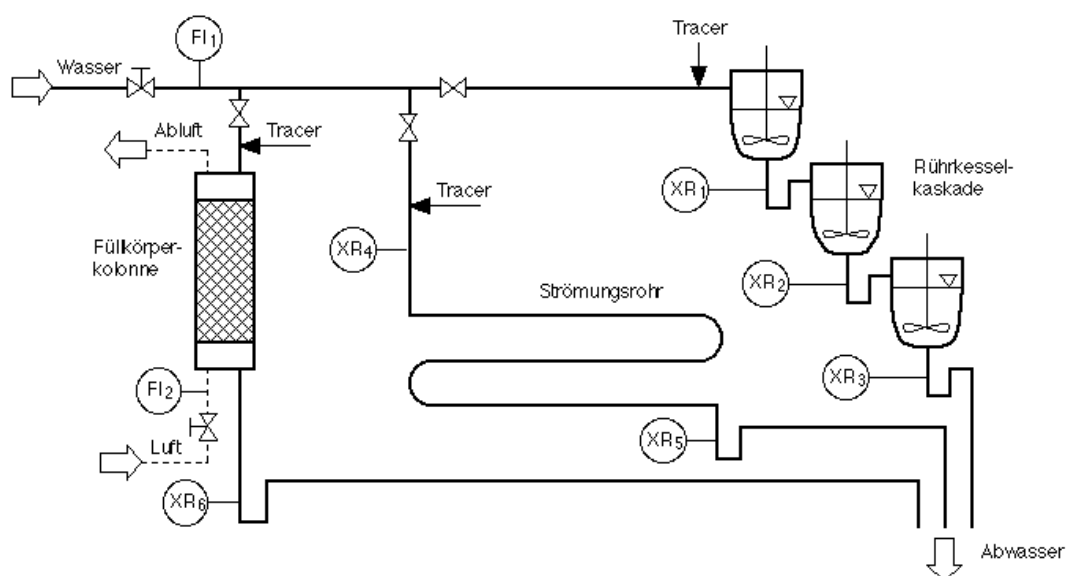 FI1
Tracer
Wasser
Abluft
Tracer
Rührkessel-
kaskade
XR1
Tracer
Füllkörper-
kolonne
XR4
XR2
Strömungsrohr
FI2
XR3
XR5
Luft
XR6
Abwasser